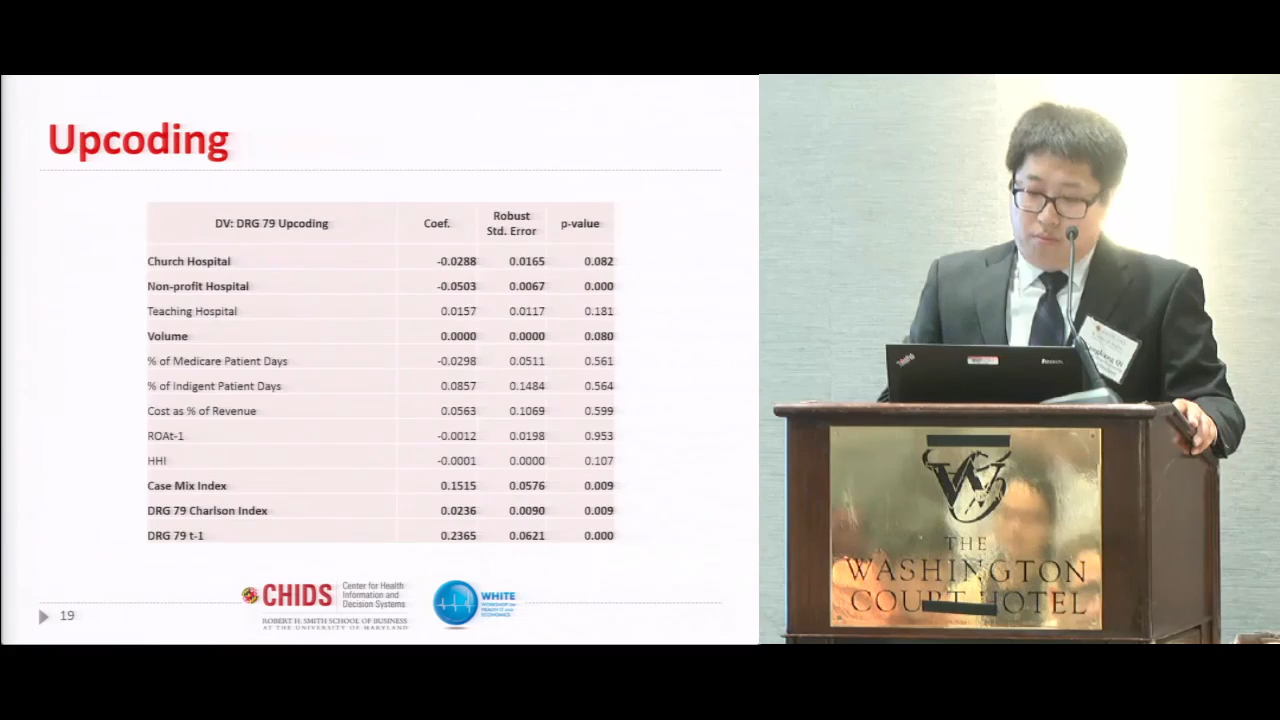 Upcoding
DV: DRG 79 Upcoding Coef. Robust Std. Error p-value
Church Hospital -0.0288 0.0165 0.082
Non-profit Hospital -0.0503 0.0067 0.000
Teaching Hospital 0.0157 0.0117 0.181
Volume 0.0000 0.0000 0.080
% of Medicare Patient Days -0.0298 0.0511 0.561
% of Indigent Patient Days 0.0857 0.1484 0.564
Cost as % of Revenue 0.0563 0.1069 0.599
ROAt-1 -0.0012 0.0198 0.953
HHI -0.0001 0.0000 0.107
Case Mix Index 0.1515 0.0576 0.009
DRG 79 Charlson Index 0.0236 0.0090 0.009
DRG 79 t-1 0.2365 0.0621 0.000
CHIDS
Center for Health
Information and
Decision Systems
ROBERT H. SMITH SCHOOL OF BUSINESS
AT THE UNIVERSITY OF MARYLAND
WHITE
WORKSHOP ON
HEALTH IT AND
ECONOMICS
19
ThinkPad
W
THE
WASHINGTON
COURT HOTEL